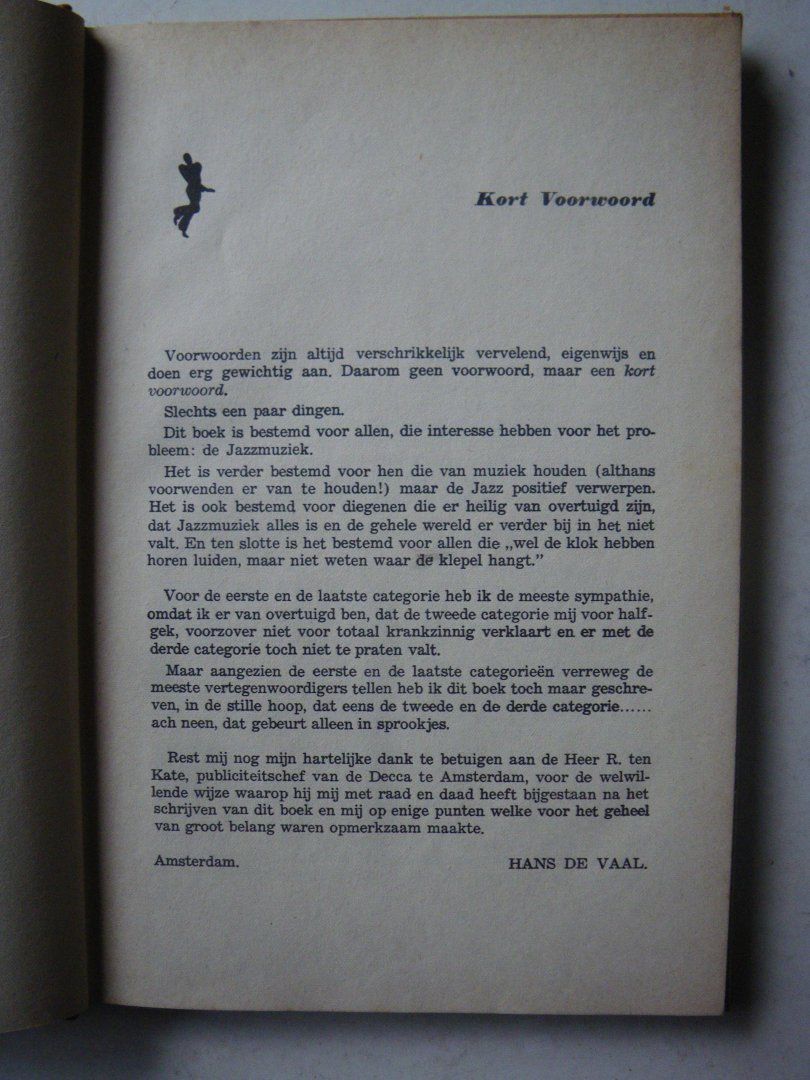 Kort Voorwoord
Voorwoorden zijn altijd verschrikkelijk vervelend, eigenwijs en
doen erg gewichtig aan. Daarom geen voorwoord, maar een kort
voorwoord.
Slechts een paar dingen.
Dit boek is bestemd voor allen, die interesse hebben voor het pro-
bleem: de Jazzmuziek.
Het is verder bestemd voor hen die van muziek houden (althans
voorwenden er van te houden!) maar de Jazz positief verwerpen.
Het is ook bestemd voor diegenen die er heilig van overtuigd zijn,
dat Jazzmuziek alles is en de gehele wereld er verder bij in het niet
valt. En ten slotte is het bestemd voor allen die „wel de klok hebben
horen luiden, maar niet weten waar de klepel hangt.”
Voor de eerste en de laatste categorie heb ik de meeste sympathie,
omdat ik er van overtuigd ben, dat de tweede categorie mij voor half-
gek, voorzover niet voor totaal krankzinnig verklaart en er met de
derde categorie toch niet te praten valt.
Maar aangezien de eerste en de laatste categorieën verreweg de
meeste vertegenwoordigers tellen heb ik dit boek toch maar geschre-
ven, in de stille hoop, dat eens de tweede en de derde categorie......
ach neen, dat gebeurt alleen in sprookjes.
Rest mij nog mijn hartelijke dank te betuigen aan de Heer R. ten
Kate, publiciteitschef van de Decca te Amsterdam, voor de welwil-
lende wijze waarop hij mij met raad en daad heeft bijgestaan na het
schrijven van dit boek en mij op enige punten welke voor het geheel
van groot belang waren opmerkzaam maakte.
Amsterdam. HANS DE VAAL.